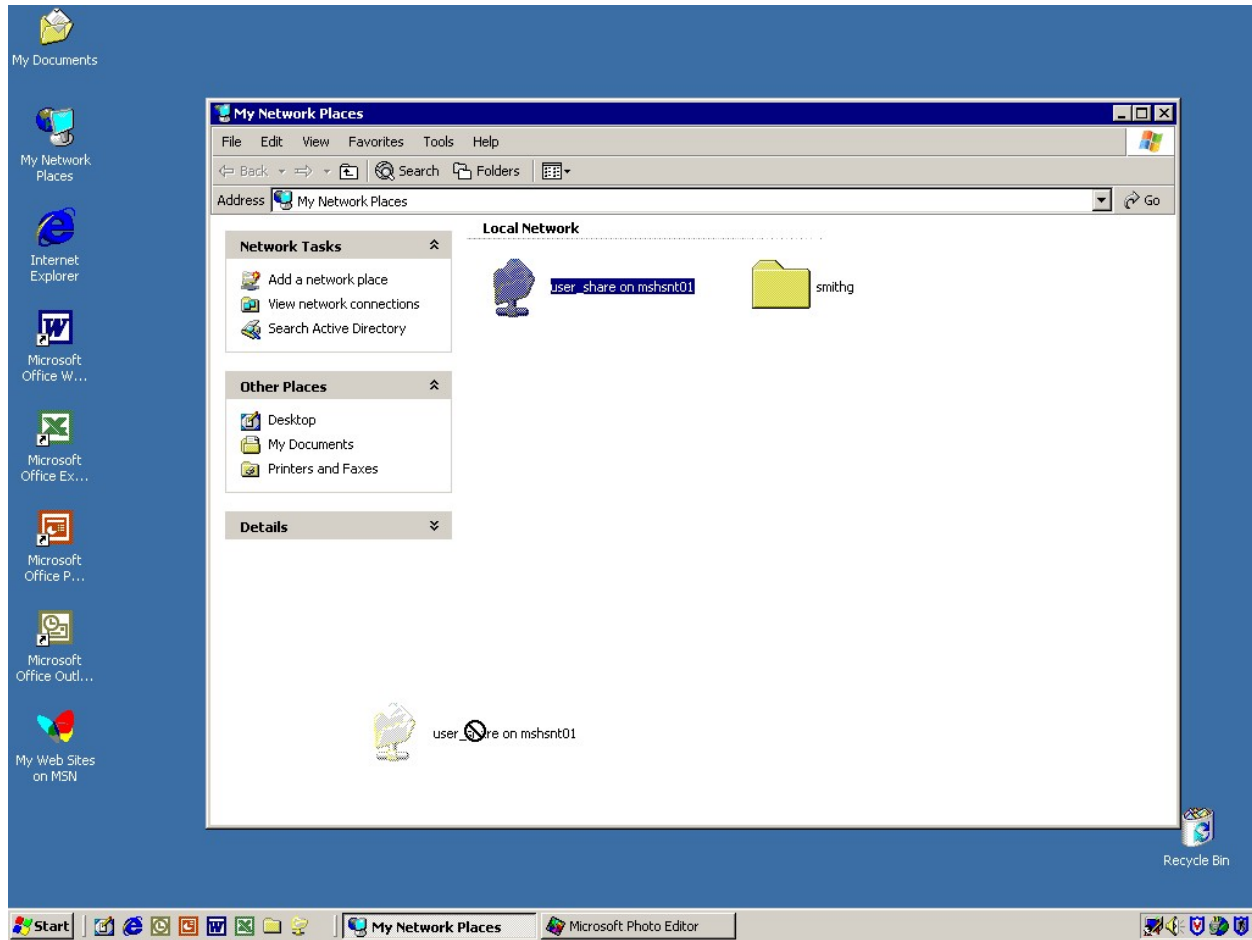 My Documents
My Network
Places
Internet
Explorer
Microsoft
Office W...
Microsoft
Office Ex...
Microsoft
Office P...
Microsoft
Office Outl...
My Web Sites
on MSN
My Network Places
File Edit View Favorites Tools Help
Back Search Folders
Address My Network Places Go
Network Tasks
Add a network place
View network connections
Search Active Directory
Other Places
Desktop
My Documents
Printers and Faxes
Details
Local Network
user_share on mshsnt01 smithg
on mshsnt01
Recycle Bin
Start My Network Places Microsoft Photo Editor